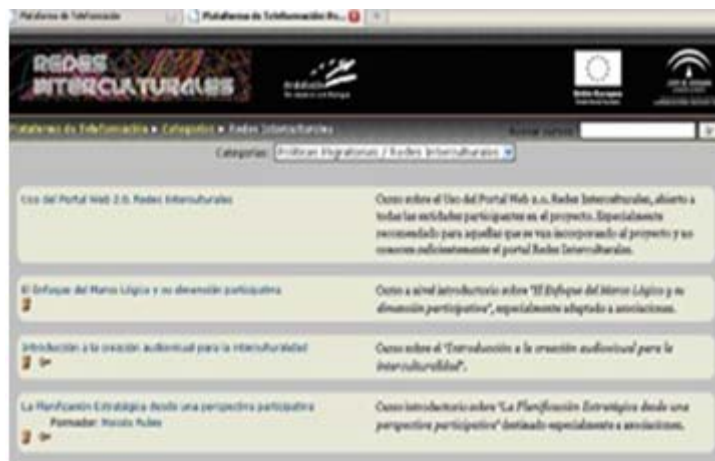 Plataforma de Teleformación
Plataforma de Teleformación: Ro...
REDES
INTERCULTURALES
Unión Europea
Plataforma de Teleformación ▸ Categorías ▸ Redes Interculturales
Buscar cursos:
Categorías: Políticas Migratorias / Redes Interculturales
Uso del Portal Web 2.0. Redes Interculturales
Curso sobre el Uso del Portal Web 2.0. Redes Interculturales, abierto a
todas las entidades participantes en el proyecto. Especialmente
recomendado para aquellas que se van incorporando al proyecto y no
conocen suficientemente el portal Redes Interculturales.
El Enfoque del Marco Lógico y su dimensión participativa
Curso a nivel introductorio sobre "El Enfoque del Marco Lógico y su
dimensión participativa", especialmente adaptado a asociaciones.
Introducción a la creación audiovisual para la interculturalidad
Curso sobre el "Introducción a la creación audiovisual para la
interculturalidad".
La Planificación Estratégica desde una perspectiva participativa
Formador: Moisés Rubes
Curso introductorio sobre "La Planificación Estratégica desde una
perspectiva participativa" destinado especialmente a asociaciones.